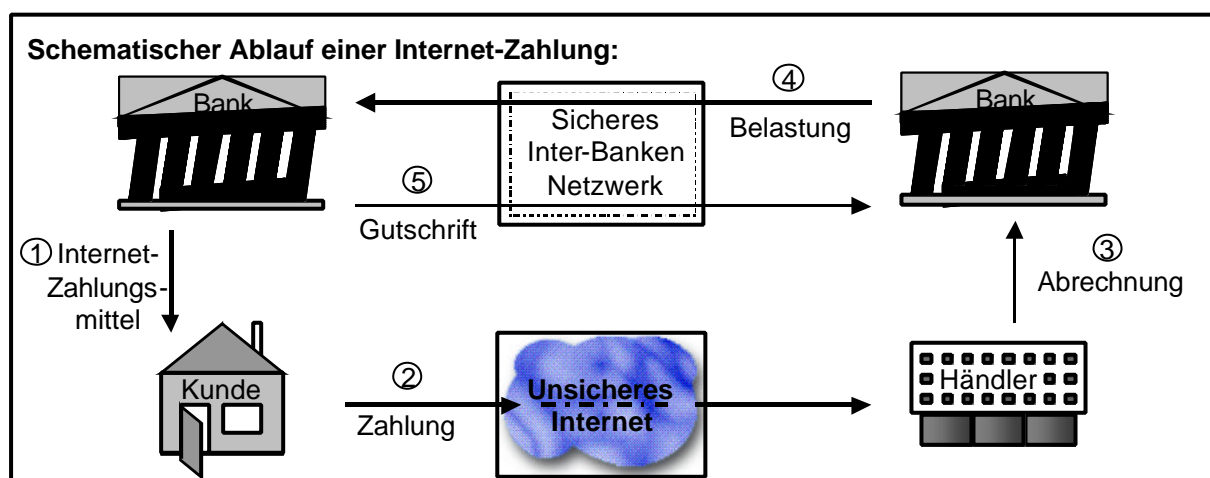 Schematischer Ablauf einer Internet-Zahlung:
Bank
Sicheres
Inter-Banken
Netzwerk
④
Belastung
Bank
⑤
Gutschrift
① Internet-
Zahlungs-
mittel
③
Abrechnung
Kunde
②
Zahlung
Unsicheres
Internet
Händler